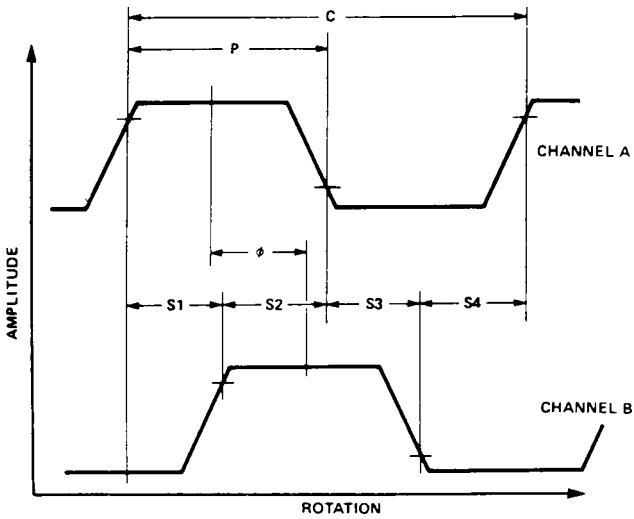 C
P
CHANNEL A
ϕ
S1 S2 S3 S4
AMPLITUDE
CHANNEL B
ROTATION